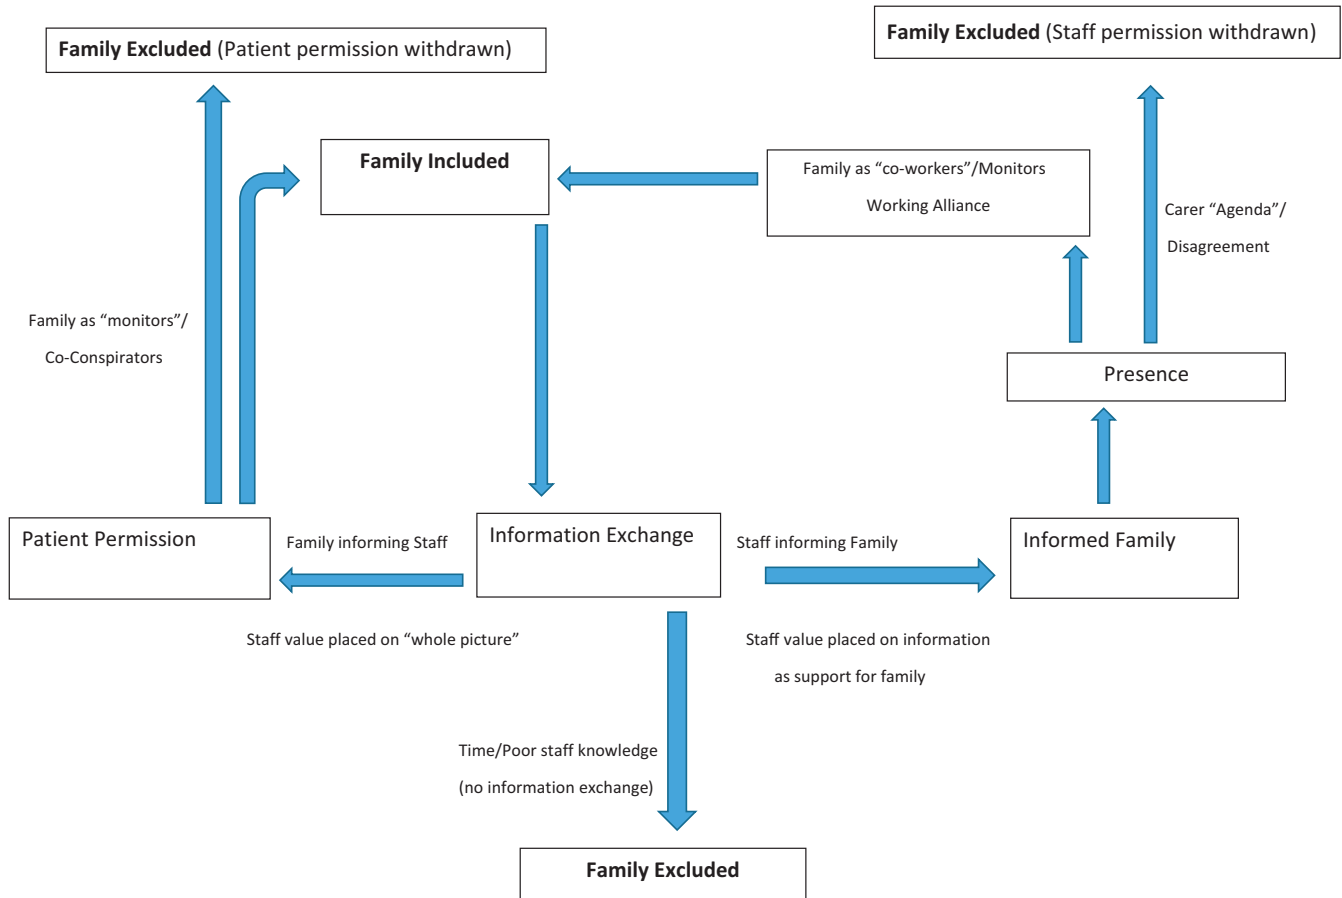 Family Excluded (Patient permission withdrawn)
Family Excluded (Staff permission withdrawn)
Family Included
Family as “co-workers”/Monitors
Working Alliance
Carer “Agenda”/
Disagreement
Family as “monitors”/
Co-Conspirators
Presence
Patient Permission
Family informing Staff
Information Exchange
Staff informing Family
Informed Family
Staff value placed on “whole picture”
Staff value placed on information
as support for family
Time/Poor staff knowledge
(no information exchange)
Family Excluded